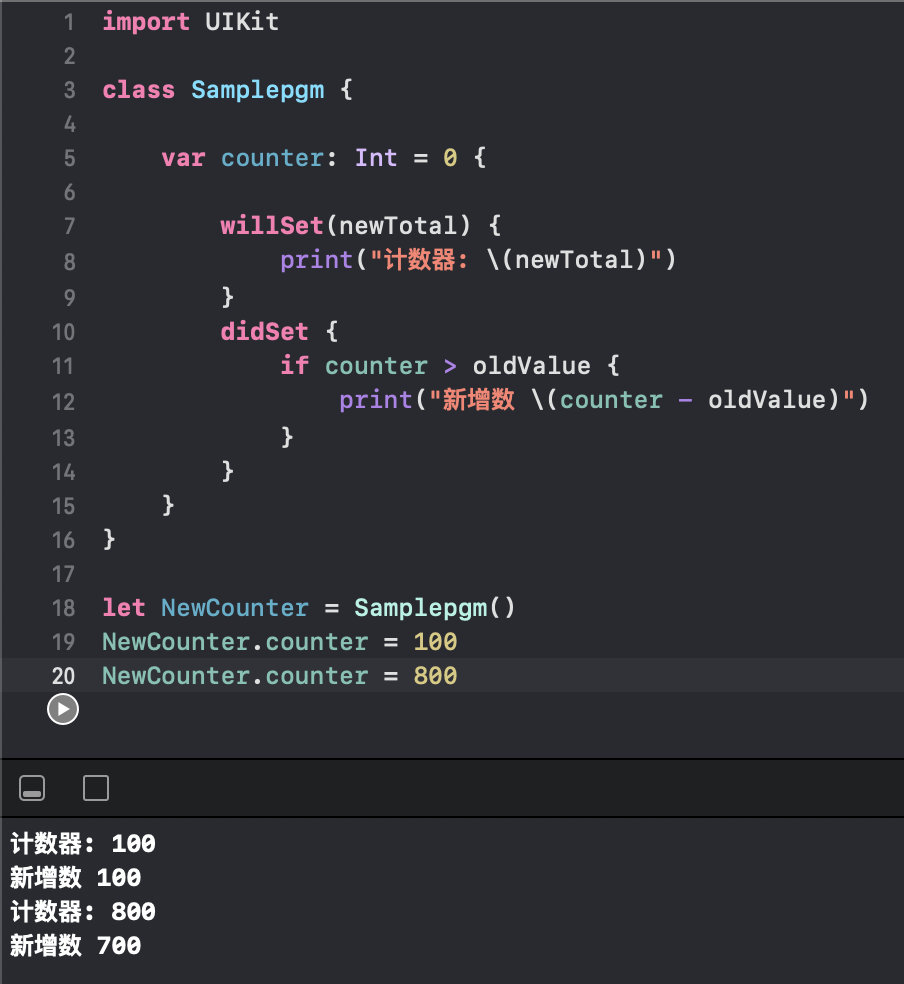 1 import UIKit
2
3 class Samplepgm {
4
5     var counter: Int = 0 {
6
7         willSet(newTotal) {
8             print("计数器: \(newTotal)")
9         }
10         didSet {
11             if counter > oldValue {
12                 print("新增数 \(counter - oldValue)")
13             }
14         }
15     }
16 }
17
18 let NewCounter = Samplepgm()
19 NewCounter.counter = 100
20 NewCounter.counter = 800
计数器: 100
新增数 100
计数器: 800
新增数 700